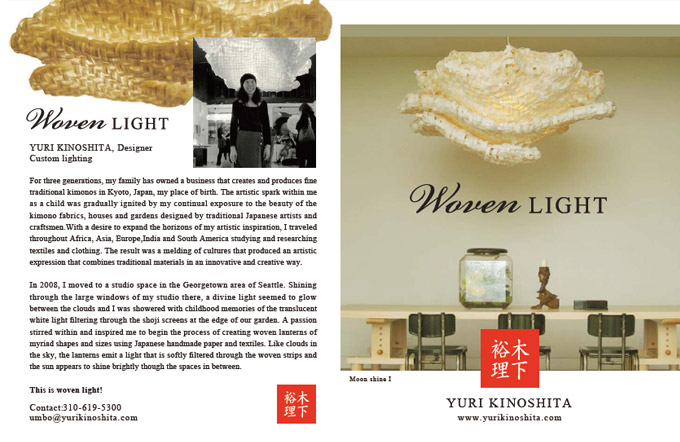 Woven LIGHT
YURI KINOSHITA, Designer
Custom lighting
For three generations, my family has owned a business that creates and produces fine
traditional kimonos in Kyoto, Japan, my place of birth. The artistic spark within me
as a child was gradually ignited by my continual exposure to the beauty of the
kimono fabrics, houses and gardens designed by traditional Japanese artists and
craftsmen.With a desire to expand the horizons of my artistic inspiration, I traveled
throughout Africa, Asia, Europe,India and South America studying and researching
textiles and clothing. The result was a melding of cultures that produced an artistic
expression that combines traditional materials in an innovative and creative way.
In 2008, I moved to a studio space in the Georgetown area of Seattle. Shining
through the large windows of my studio there, a divine light seemed to glow
between the clouds and I was showered with childhood memories of the translucent
white light filtering through the shoji screens at the edge of our garden. A passion
stirred within and inspired me to begin the process of creating woven lanterns of
myriad shapes and sizes using Japanese handmade paper and textiles. Like clouds in
the sky, the lanterns emit a light that is softly filtered through the woven strips and
the sun appears to shine brightly though the spaces in between.
This is woven light!
Contact:310-619-5300
umbo@yurikinoshita.com
木下
裕理
Woven LIGHT
Moon shine I
木下
裕理
YURI KINOSHITA
www.yurikinoshita.com